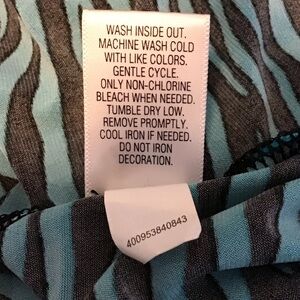 WASH INSIDE OUT.
MACHINE WASH COLD
WITH LIKE COLORS.
GENTLE CYCLE.
ONLY NON-CHLORINE
BLEACH WHEN NEEDED.
TUMBLE DRY LOW.
REMOVE PROMPTLY.
COOL IRON IF NEEDED.
DO NOT IRON
DECORATION.
400953840843